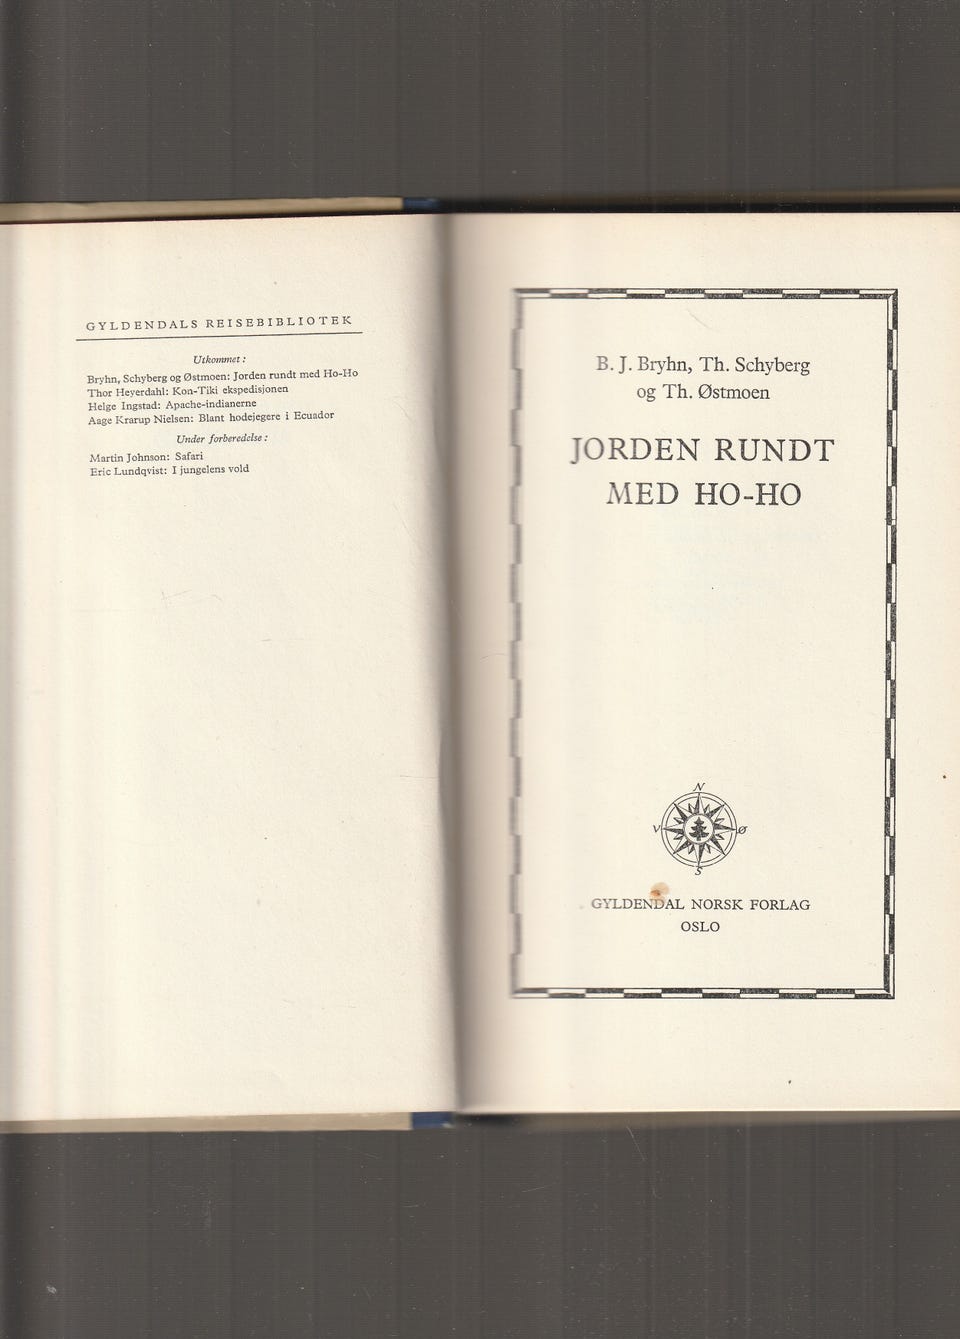 GYLDENDALS REISEBIBLIOTEK
Utkommet:
Bryhn, Schyberg og Østmoen: Jorden rundt med Ho-Ho
Thor Heyerdahl: Kon-Tiki ekspedisjonen
Helge Ingstad: Apache-indianerne
Aage Krarup Nielsen: Blant hodejegere i Ecuador
Under forberedelse:
Martin Johnson: Safari
Eric Lundqvist: I jungelens vold
B. J. Bryhn, Th. Schyberg
og Th. Østmoen
JORDEN RUNDT
MED HO-HO
N
V Ø
S
GYLDENDAL NORSK FORLAG
OSLO